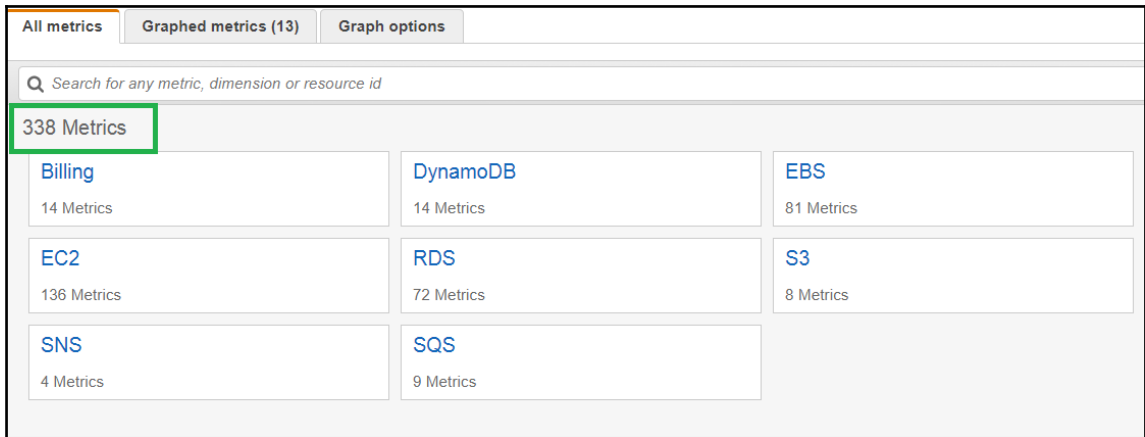 All metrics Graphed metrics (13) Graph options
Search for any metric, dimension or resource id
338 Metrics
Billing DynamoDB EBS
14 Metrics 14 Metrics 81 Metrics
EC2 RDS S3
136 Metrics 72 Metrics 8 Metrics
SNS SQS
4 Metrics 9 Metrics